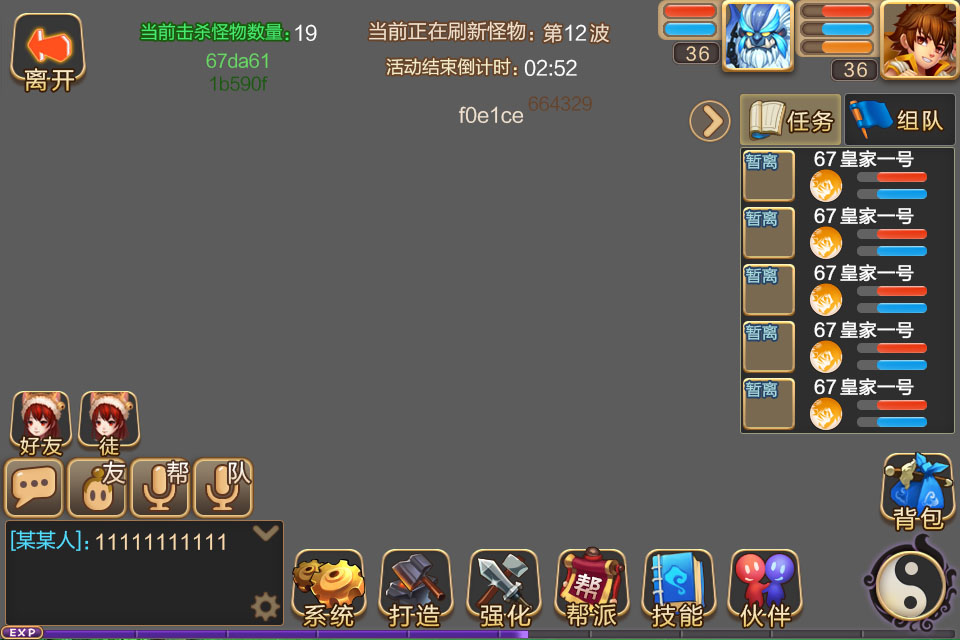 离开
当前击杀怪物数量：19
67da61
1b590f
当前正在刷新怪物：第12波
活动结束倒计时：02:52
f0e1ce
664329
36
36
任务
组队
暂离
67 皇家一号
暂离
67 皇家一号
暂离
67 皇家一号
暂离
67 皇家一号
暂离
67 皇家一号
好友
徒
友
帮
队
[某某人]：11111111111
背包
系统
打造
强化
帮
帮派
技能
伙伴
EXP